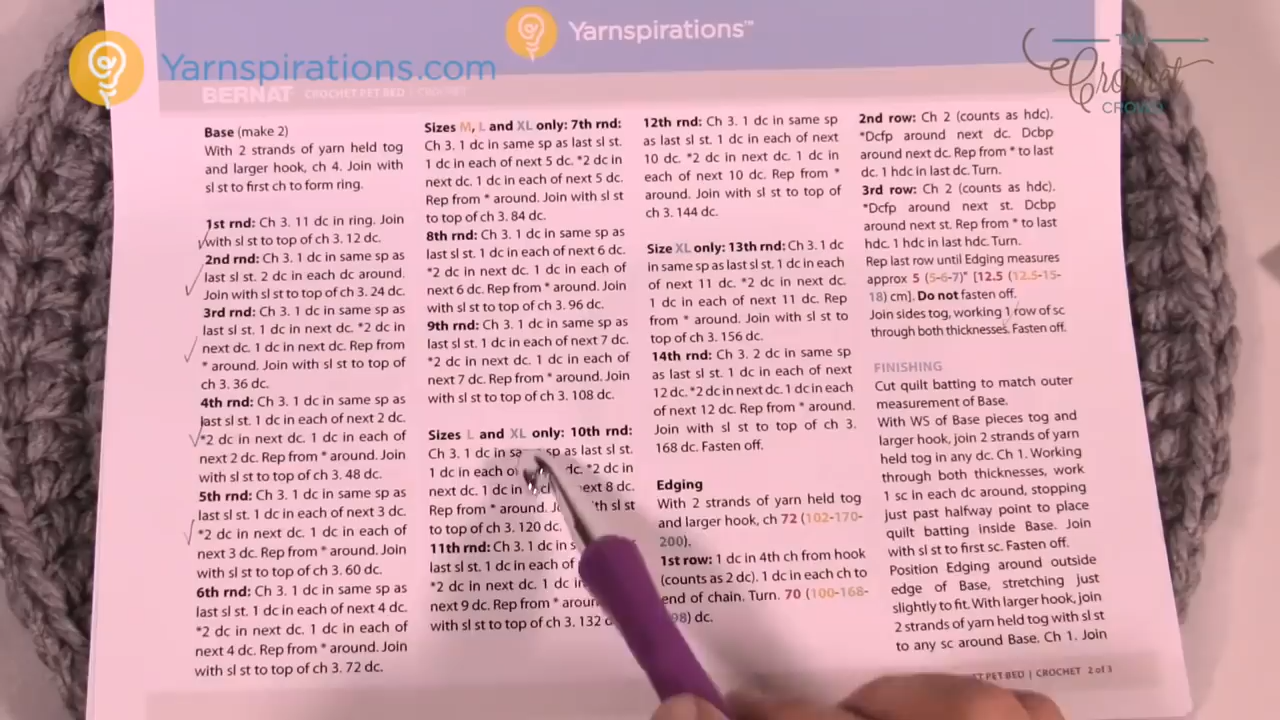 Yarnspirations™
Yarnspirations.com
THE
Crochet
CROWD
BERNAT CROCHET PET BED | CROCHET
Base (make 2)
With 2 strands of yarn held tog
and larger hook, ch 4. Join with
sl st to first ch to form ring.
1st rnd: Ch 3. 11 dc in ring. Join
with sl st to top of ch 3. 12 dc.
2nd rnd: Ch 3. 1 dc in same sp as
last sl st. 2 dc in each dc around.
Join with sl st to top of ch 3. 24 dc.
3rd rnd: Ch 3. 1 dc in same sp as
last sl st. 1 dc in next dc. *2 dc in
next dc. 1 dc in next dc. Rep from
* around. Join with sl st to top of
ch 3. 36 dc.
4th rnd: Ch 3. 1 dc in same sp as
last sl st. 1 dc in each of next 2 dc.
*2 dc in next dc. 1 dc in each of
next 2 dc. Rep from * around. Join
with sl st to top of ch 3. 48 dc.
5th rnd: Ch 3. 1 dc in same sp as
last sl st. 1 dc in each of next 3 dc.
*2 dc in next dc. 1 dc in each of
next 3 dc. Rep from * around. Join
with sl st to top of ch 3. 60 dc.
6th rnd: Ch 3. 1 dc in same sp as
last sl st. 1 dc in each of next 4 dc.
*2 dc in next dc. 1 dc in each of
next 4 dc. Rep from * around. Join
with sl st to top of ch 3. 72 dc.
Sizes M, L and XL only: 7th rnd:
Ch 3. 1 dc in same sp as last sl st.
1 dc in each of next 5 dc. *2 dc in
next dc. 1 dc in each of next 5 dc.
Rep from * around. Join with sl st
to top of ch 3. 84 dc.
8th rnd: Ch 3. 1 dc in same sp as
last sl st. 1 dc in each of next 6 dc.
*2 dc in next dc. 1 dc in each of
next 6 dc. Rep from * around. Join
with sl st to top of ch 3. 96 dc.
9th rnd: Ch 3. 1 dc in same sp as
last sl st. 1 dc in each of next 7 dc.
*2 dc in next dc. 1 dc in each of
next 7 dc. Rep from * around. Join
with sl st to top of ch 3. 108 dc.
Sizes L and XL only: 10th rnd:
Ch 3. 1 dc in sp as last sl st.
1 dc in each dc. *2 dc in
next dc. 1 dc in next 8 dc.
Rep from * around. sl st
to top of ch 3. 120 dc.
11th rnd: Ch 3. 1 dc in
last sl st. 1 dc in each of
*2 dc in next dc. 1 dc in
next 9 dc. Rep from *
with sl st to top of ch 3. 132
12th rnd: Ch 3. 1 dc in same sp
as last sl st. 1 dc in each of next
10 dc. *2 dc in next dc. 1 dc in
each of next 10 dc. Rep from *
around. Join with sl st to top of
ch 3. 144 dc.
Size XL only: 13th rnd: Ch 3. 1 dc
in same sp as last sl st. 1 dc in each
of next 11 dc. *2 dc in next dc.
1 dc in each of next 11 dc. Rep
from * around. Join with sl st to
top of ch 3. 156 dc.
14th rnd: Ch 3. 2 dc in same sp
as last sl st. 1 dc in each of next
12 dc. *2 dc in next dc. 1 dc in each
of next 12 dc. Rep from * around.
Join with sl st to top of ch 3.
168 dc. Fasten off.
Edging
With 2 strands of yarn held tog
and larger hook, ch 72 (102-170-
200).
1st row: 1 dc in 4th ch from hook
(counts as 2 dc). 1 dc in each ch to
end of chain. Turn. 70 (100-168-
98) dc.
2nd row: Ch 2 (counts as hdc).
*Dcfp around next dc. Dcbp
around next dc. Rep from * to last
dc. 1 hdc in last dc. Turn.
3rd row: Ch 2 (counts as hdc).
*Dcfp around next st. Dcbp
around next st. Rep from * to last
hdc. 1 hdc in last hdc. Turn.
Rep last row until Edging measures
approx 5 (5-6-7)" [12.5 (12.5-15-
18) cm]. Do not fasten off.
Join sides tog, working 1 row of sc
through both thicknesses. Fasten off.
FINISHING
Cut quilt batting to match outer
measurement of Base.
With WS of Base pieces tog and
larger hook, join 2 strands of yarn
held tog in any dc. Ch 1. Working
through both thicknesses, work
1 sc in each dc around, stopping
just past halfway point to place
quilt batting inside Base. Join
with sl st to first sc. Fasten off.
Position Edging around outside
edge of Base, stretching just
slightly to fit. With larger hook, join
2 strands of yarn held tog with sl st
to any sc around Base. Ch 1. Join
PET BED | CROCHET 2 of 3